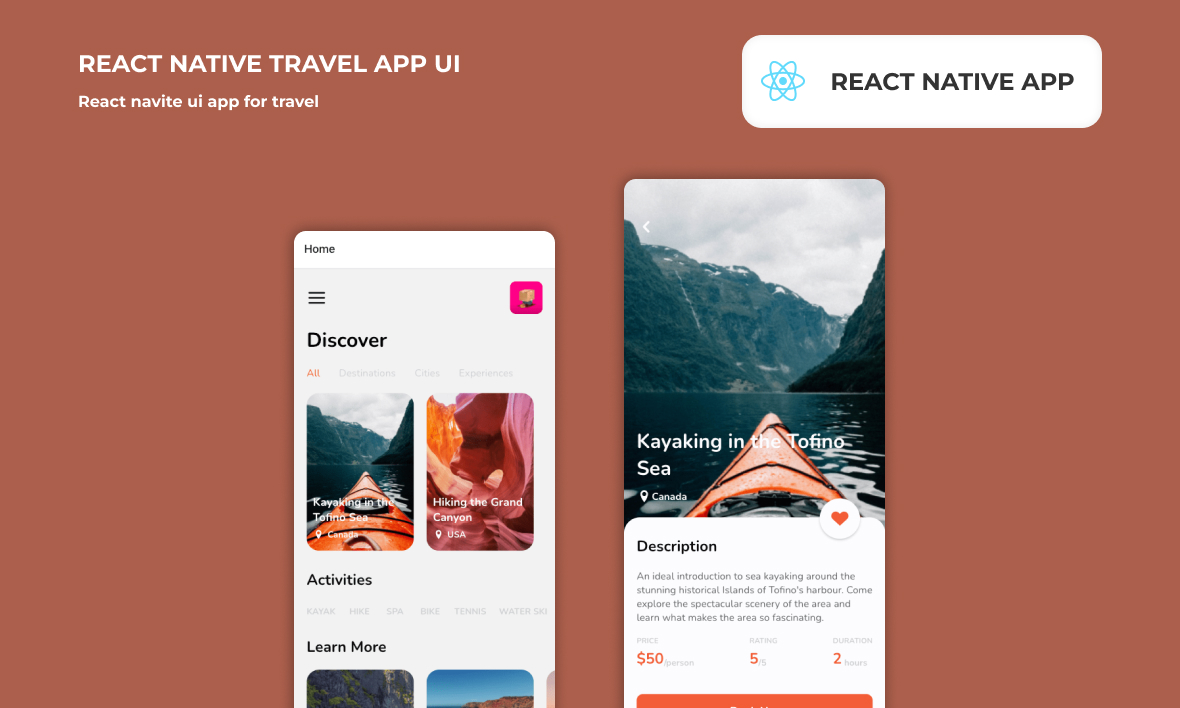 REACT NATIVE TRAVEL APP UI
React navite ui app for travel
REACT NATIVE APP
Home
Discover
All Destinations Cities Experiences
Kayaking in the
Tofino Sea
Canada
Hiking the Grand
Canyon
USA
Activities
KAYAK HIKE SPA BIKE TENNIS WATER SKI
Learn More
Kayaking in the Tofino
Sea
Canada
Description
An ideal introduction to sea kayaking around the
stunning historical Islands of Tofino's harbour. Come
explore the spectacular scenery of the area and
learn what makes the area so fascinating.
PRICE RATING DURATION
$50/person 5/5 2 hours